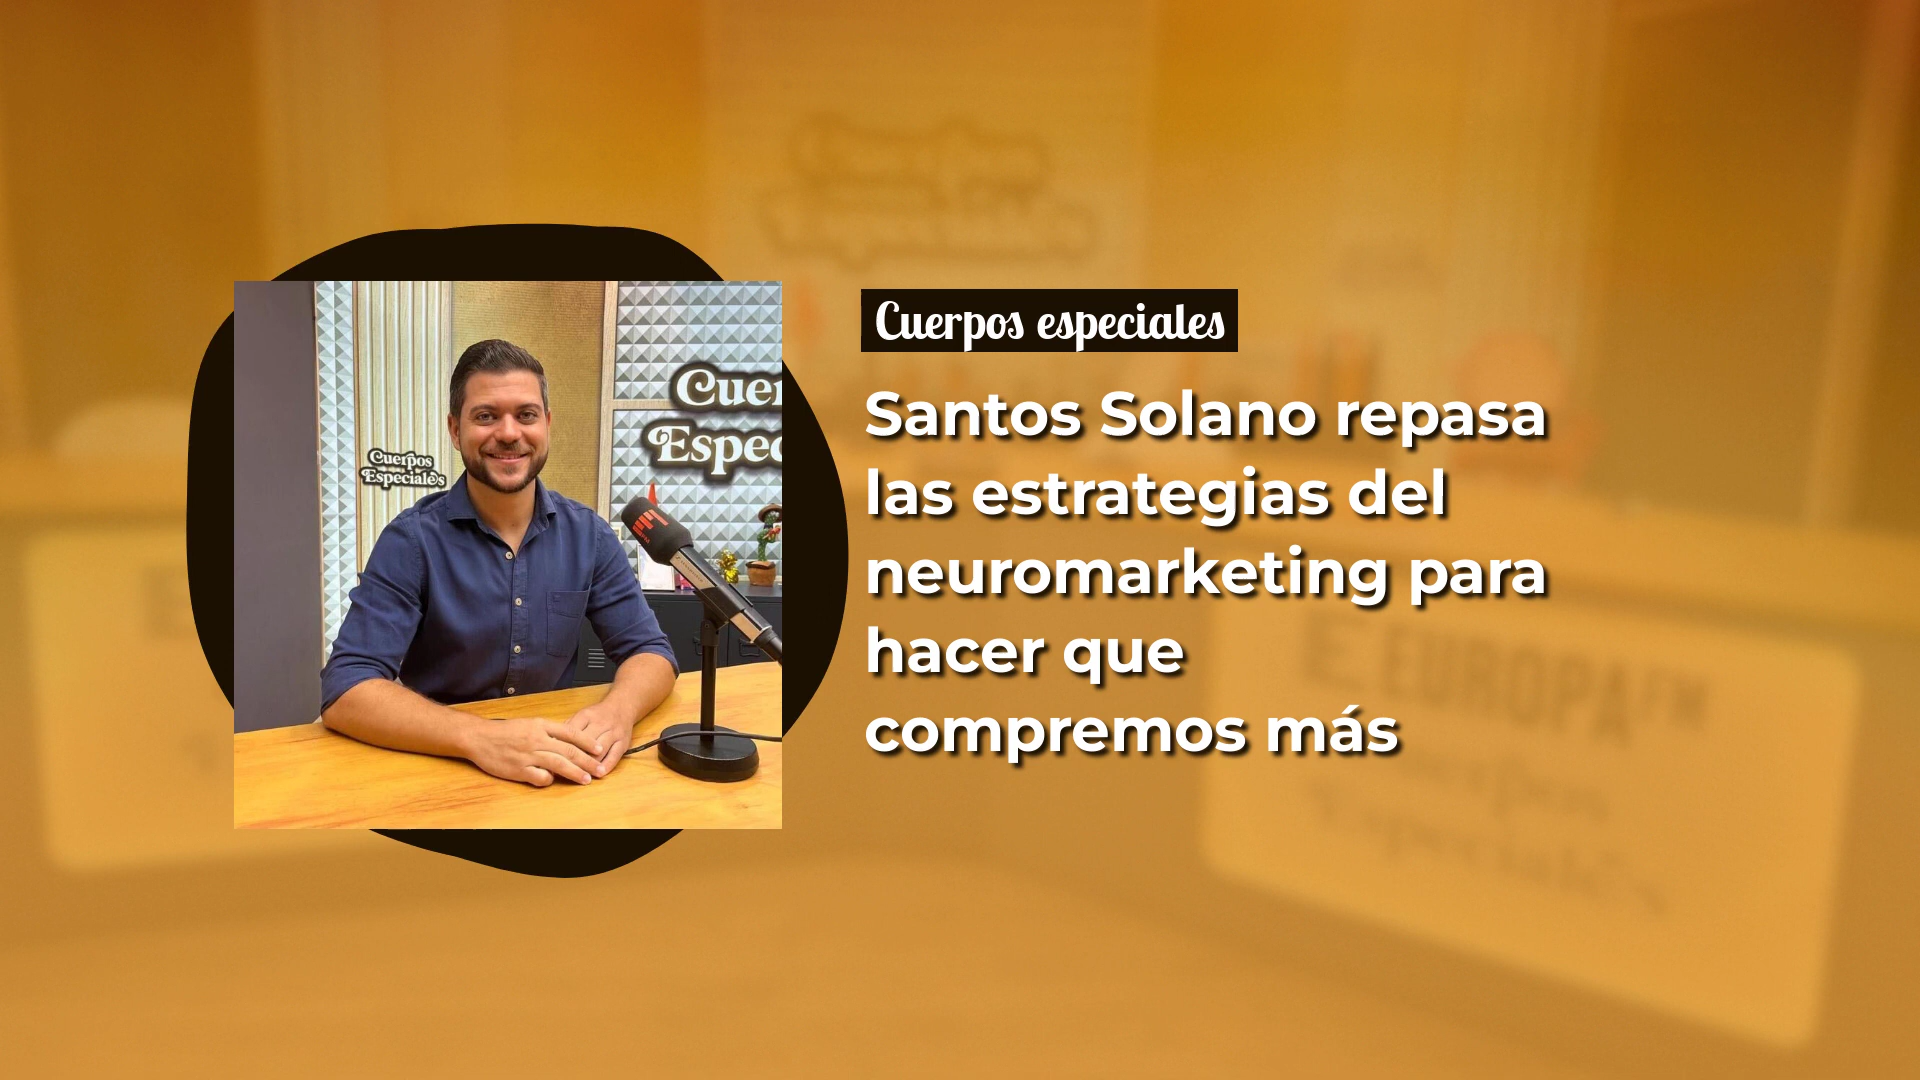 Cuerpos especiales
Santos Solano repasa
las estrategias del
neuromarketing para
hacer que
compremos más
Cuerpos
Especiales
Cuer
Espec
EUROPA FM